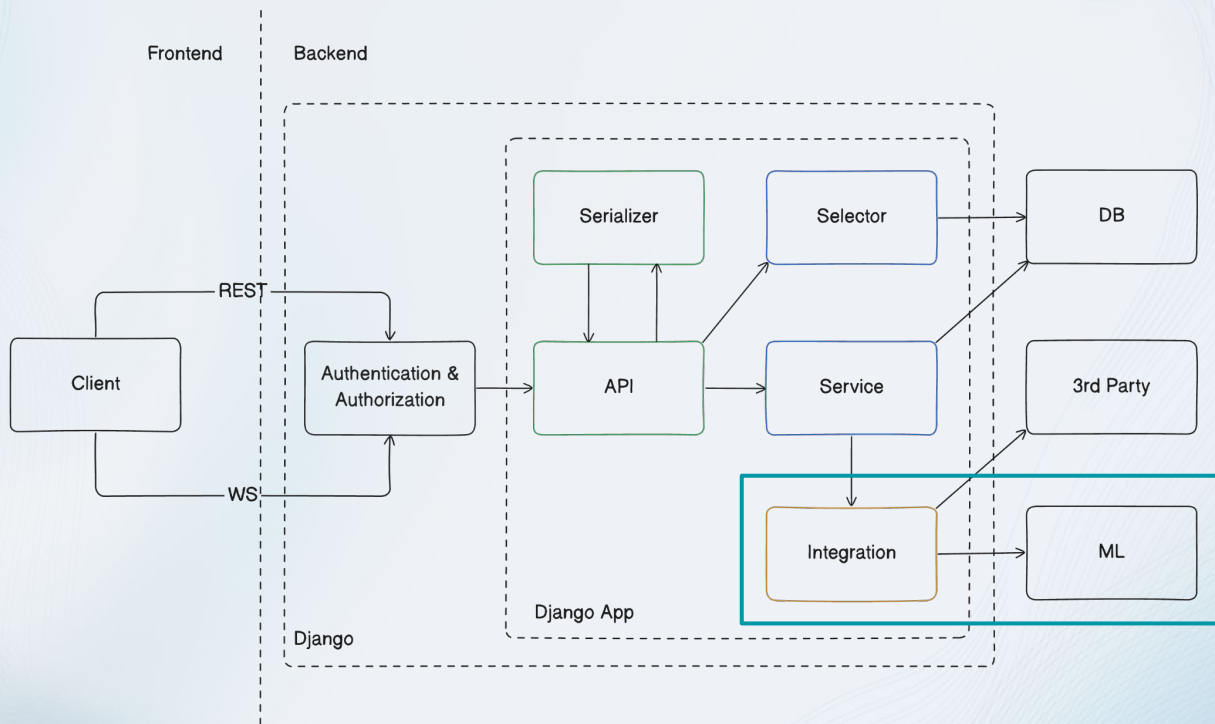 Frontend
Backend
Serializer
Selector
DB
REST
Client
Authentication &
Authorization
API
Service
3rd Party
WS
Integration
ML
Django App
Django